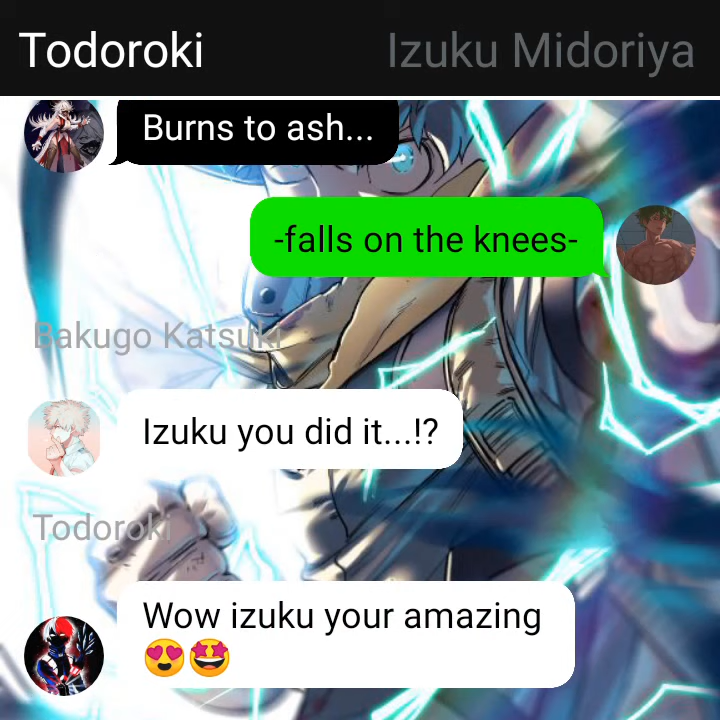 Todoroki Izuku Midoriya
Burns to ash...
-falls on the knees-
Bakugo Katsuki
Izuku you did it...!?
Todoroki
Wow izuku your amazing
😍🤩